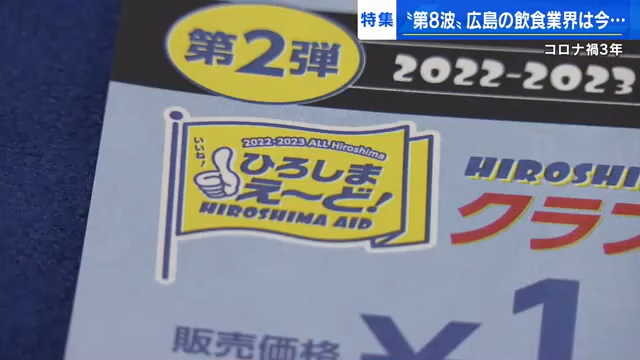 特集 〝第8波〟広島の飲食業界は今…
コロナ禍3年
第2弾
2022-2023
いいね!
2022-2023 ALL Hiroshima
ひろしま
え〜ど!
HIROSHIMA AID
HIROSHI
クラフ
販売価格 ¥1